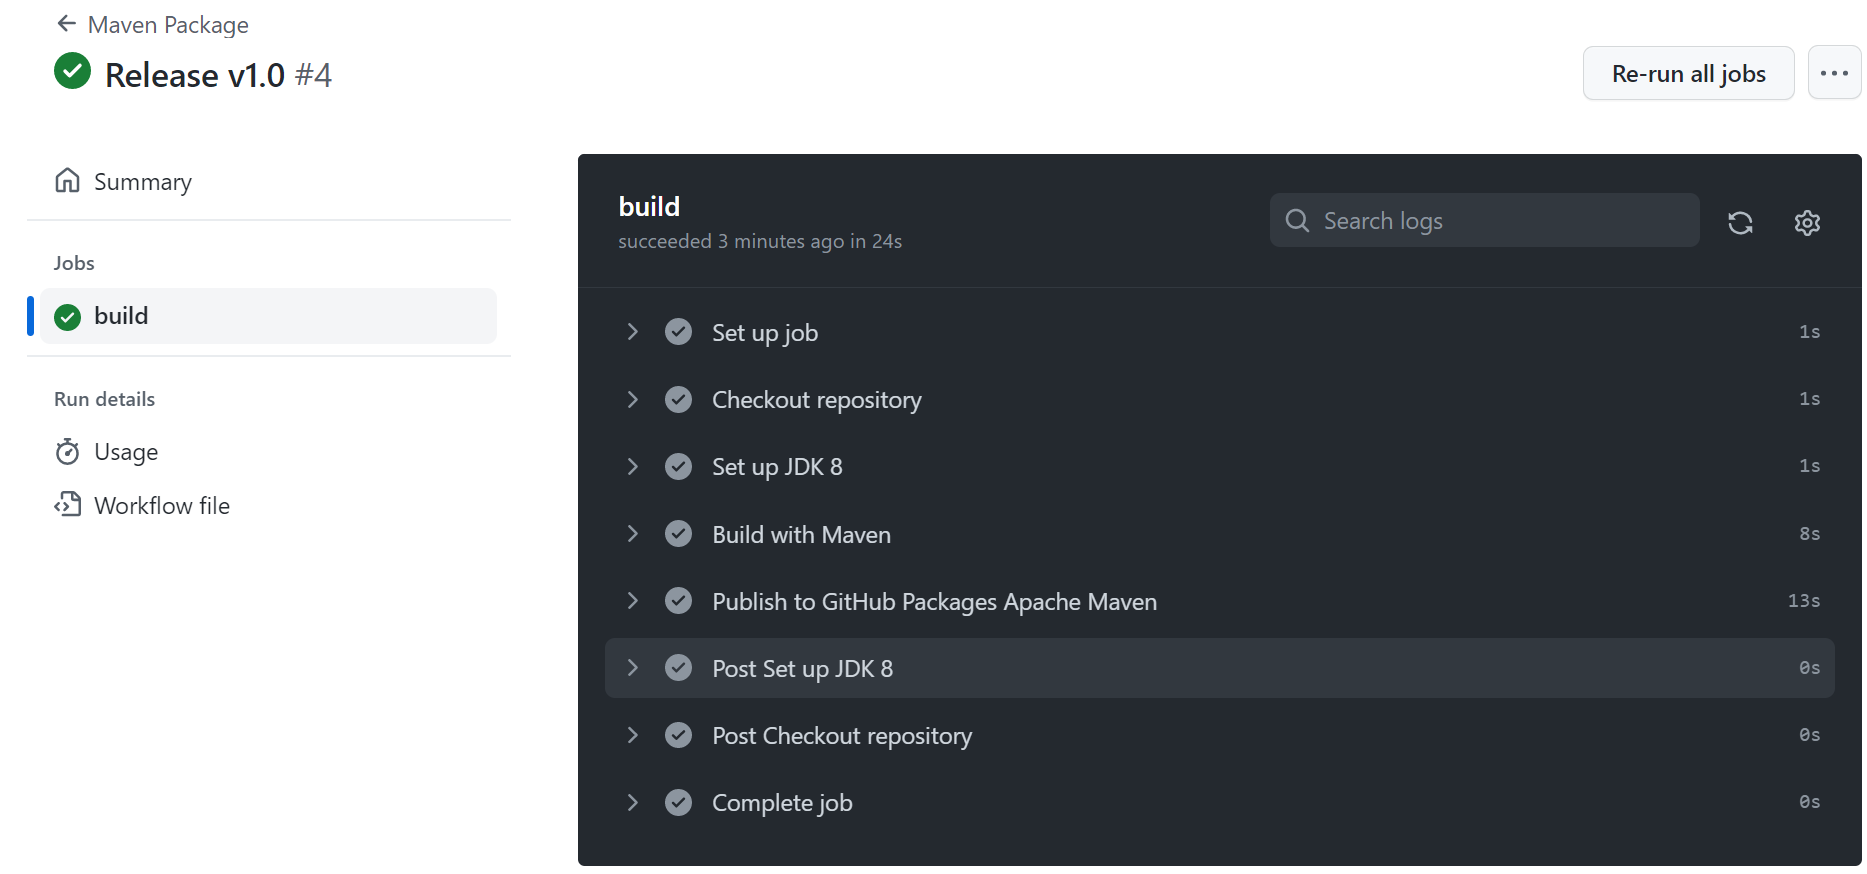 Maven Package
Release v1.0 #4
Re-run all jobs
Summary
Jobs
build
Run details
Usage
Workflow file
build
succeeded 3 minutes ago in 24s
Search logs
Set up job 1s
Checkout repository 1s
Set up JDK 8 1s
Build with Maven 8s
Publish to GitHub Packages Apache Maven 13s
Post Set up JDK 8 0s
Post Checkout repository 0s
Complete job 0s